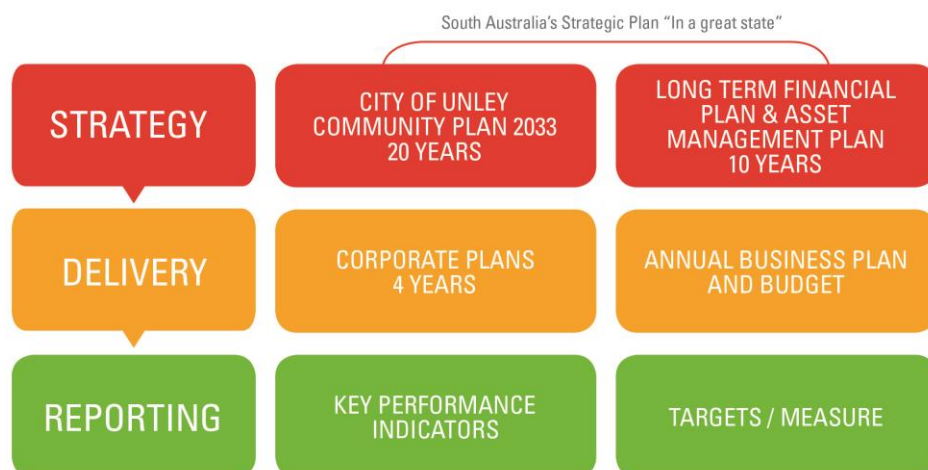 South Australia's Strategic Plan “In a great state”
STRATEGY
CITY OF UNLEY
COMMUNITY PLAN 2033
20 YEARS
LONG TERM FINANCIAL
PLAN & ASSET
MANAGEMENT PLAN
10 YEARS
DELIVERY
CORPORATE PLANS
4 YEARS
ANNUAL BUSINESS PLAN
AND BUDGET
REPORTING
KEY PERFORMANCE
INDICATORS
TARGETS / MEASURE